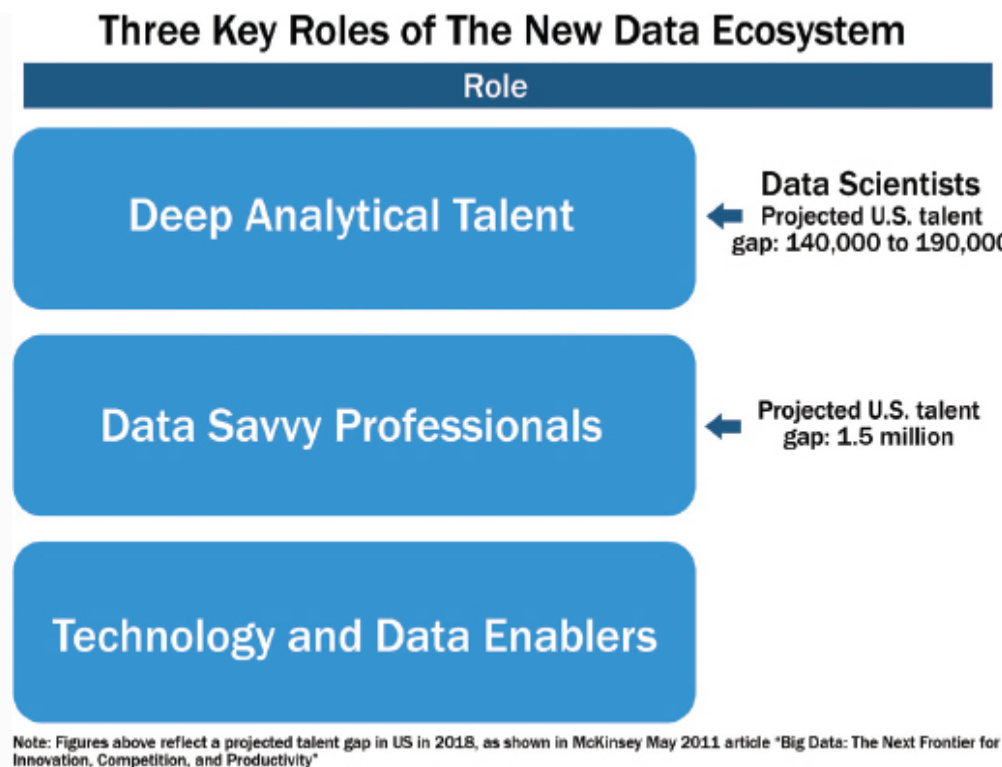 Three Key Roles of The New Data Ecosystem
Role
Deep Analytical Talent
Data Scientists
Projected U.S. talent
gap: 140,000 to 190,000
Data Savvy Professionals
Projected U.S. talent
gap: 1.5 million
Technology and Data Enablers
Note: Figures above reflect a projected talent gap in US in 2018, as shown in McKinsey May 2011 article "Big Data: The Next Frontier for
Innovation, Competition, and Productivity"